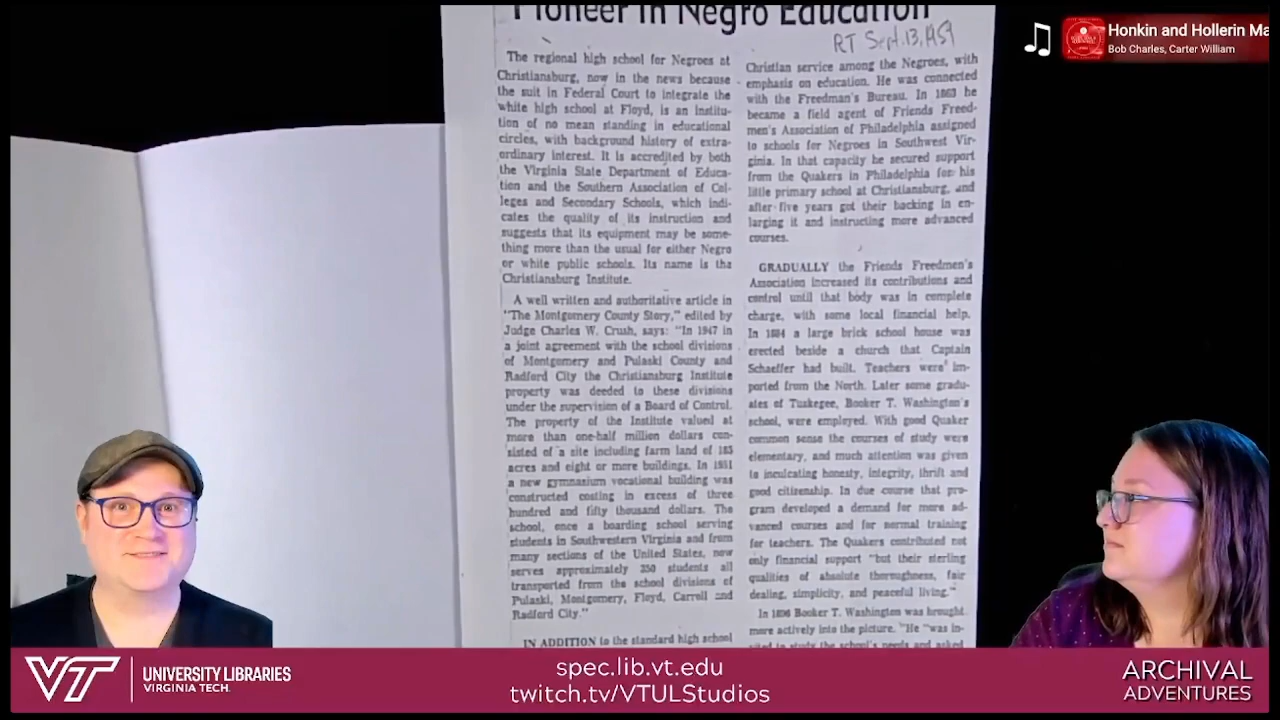 Pioneer in Negro Education
RT Sept. 13, 1959
The regional high school for Negroes at
Christiansburg, now in the news because
the suit in Federal Court to integrate the
white high school at Floyd, is an institu-
tion of no mean standing in educational
circles, with background history of extra-
ordinary interest. It is accredited by both
the Virginia State Department of Educa-
tion and the Southern Association of Col-
leges and Secondary Schools, which indi-
cates the quality of its instruction and
suggests that its equipment may be some-
thing more than the usual for either Negro
or white public schools. Its name is the
Christiansburg Institute.
A well written and authoritative article in
"The Montgomery County Story," edited by
Judge Charles W. Crush, says: "In 1947 in
a joint agreement with the school divisions
of Montgomery and Pulaski County and
Radford City the Christiansburg Institute
property was deeded to these divisions
under the supervision of a Board of Control.
The property of the Institute valued at
more than one-half million dollars con-
sisted of a site including farm land of 185
acres and eight or more buildings. In 1951
a new gymnasium vocational building was
constructed costing in excess of three
hundred and fifty thousand dollars. The
school, once a boarding school serving
students in Southwestern Virginia and from
many sections of the United States, now
serves approximately 350 students all
transported from the school divisions of
Pulaski, Montgomery, Floyd, Carroll and
Radford City."
IN ADDITION to the standard high school
Christian service among the Negroes, with
emphasis on education. He was connected
with the Freedman's Bureau. In he
became a field agent of Friends Freed-
men's Association of Philadelphia assigned
to schools for Negroes in Southwest Vir-
ginia. In that capacity he secured support
from the Quakers in Philadelphia for his
little primary school at Christiansburg, and
after five years got their backing in en-
larging it and instructing more advanced
courses.
GRADUALLY the Friends Freedmen's
Association increased its contributions and
control until that body was in complete
charge, with some local financial help.
In 1884 a large brick school house was
erected beside a church that Captain
Schaeffer had built. Teachers were im-
ported from the North. Later some gradu-
ates of Tuskegee, Booker T. Washington's
school, were employed. With good Quaker
common sense the courses of study were
elementary, and much attention was given
to inculcating honesty, integrity, thrift and
good citizenship. In due course that pro-
gram developed a demand for more ad-
vanced courses and for normal training
for teachers. The Quakers contributed not
only financial support "but their sterling
qualities of absolute thoroughness, fair
dealing, simplicity, and peaceful living."
In 1896 Booker T. Washington was brought
more actively into the picture. "He "was in-
vited to study the school's needs and asked
Honkin and Hollerin Ma
Bob Charles, Carter William
VT UNIVERSITY LIBRARIES
VIRGINIA TECH.
spec.lib.vt.edu
twitch.tv/VTULStudios
ARCHIVAL
ADVENTURES